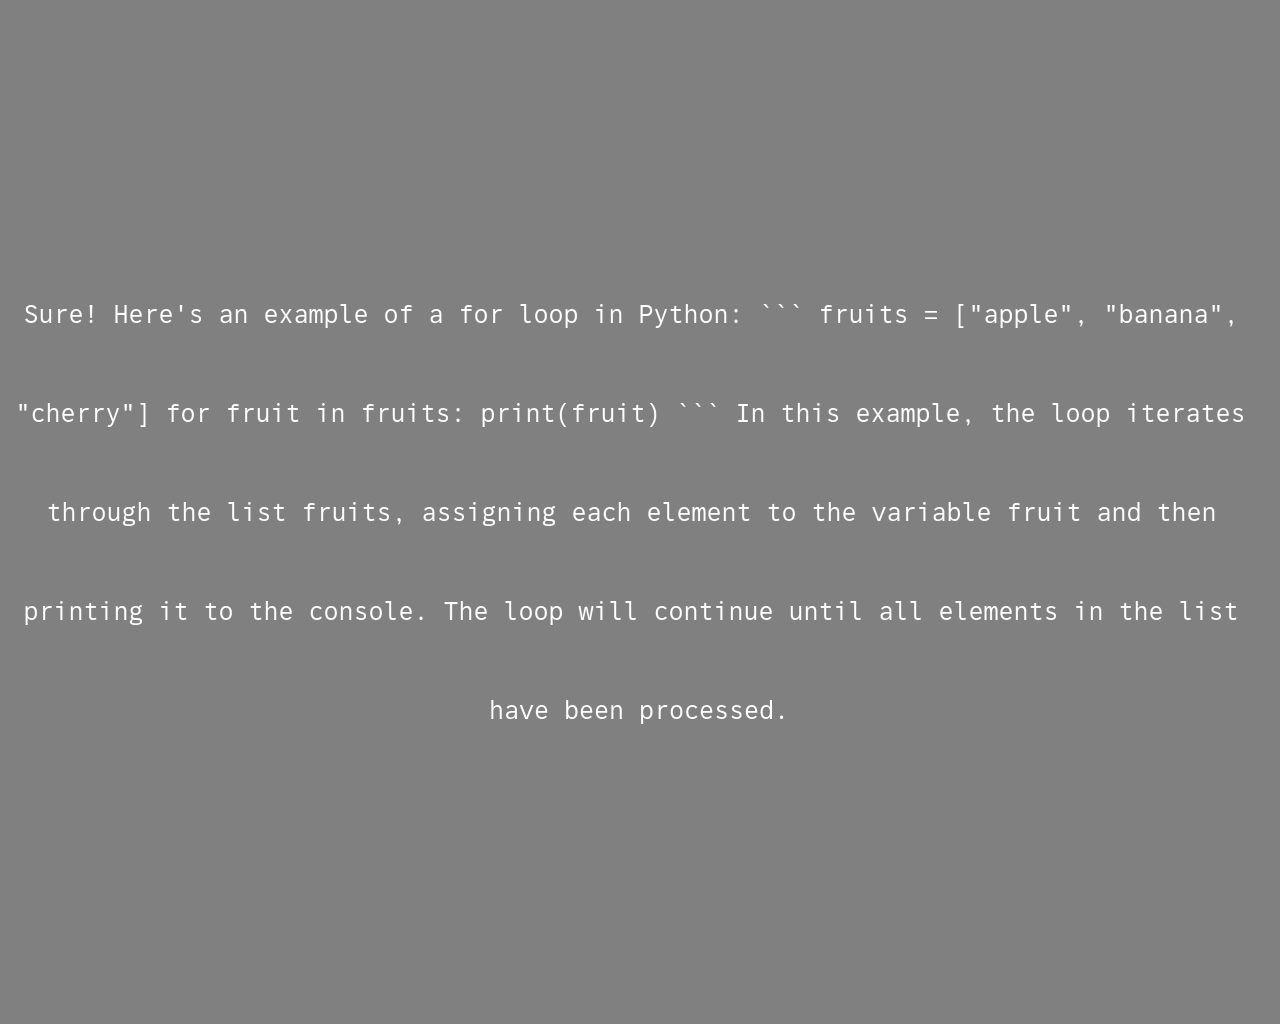 Sure! Here's an example of a for loop in Python: ``` fruits = ["apple", "banana",
"cherry"] for fruit in fruits: print(fruit) ``` In this example, the loop iterates
through the list fruits, assigning each element to the variable fruit and then
printing it to the console. The loop will continue until all elements in the list
have been processed.